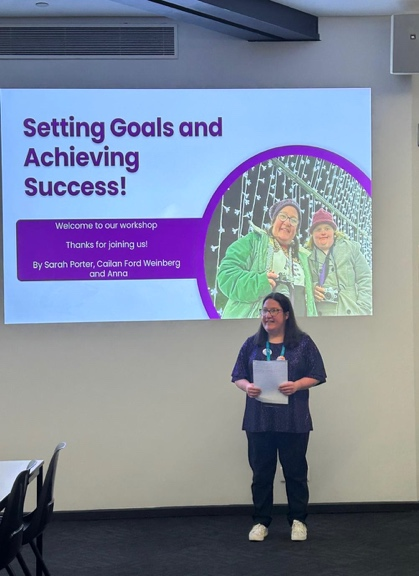 Setting Goals and
Achieving
Success!
Welcome to our workshop
Thanks for joining us!
By Sarah Porter, Cailan Ford Weinberg
and Anna